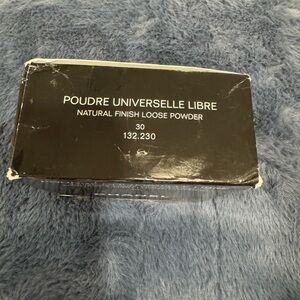 POUDRE UNIVERSELLE LIBRE
NATURAL FINISH LOOSE POWDER
30
132.230